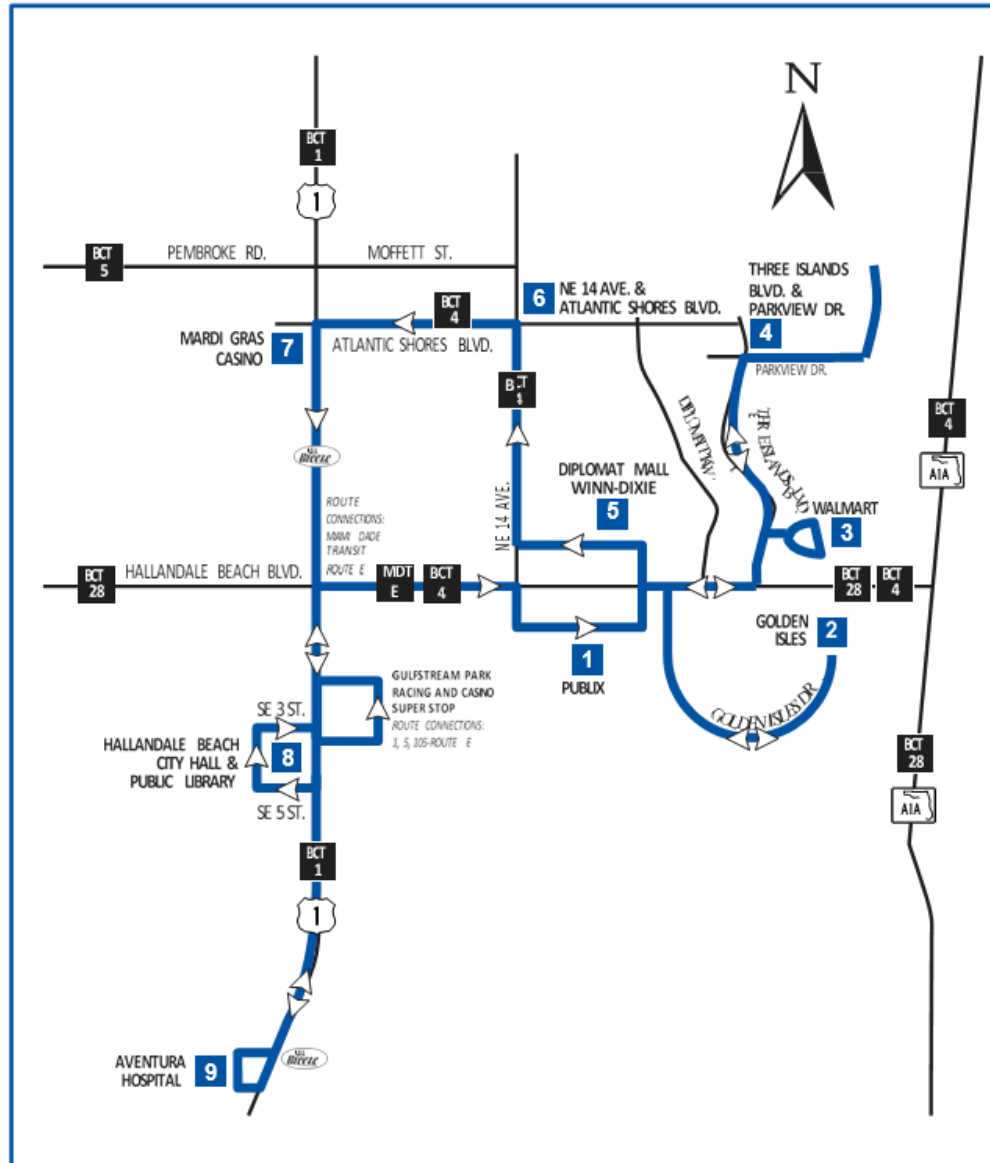 N
BCT
1
1
BCT
5
PEMBROKE RD.
MOFFETT ST.
6
NE 14 AVE. &
ATLANTIC SHORES BLVD.
THREE ISLANDS
BLVD. &
PARKVIEW DR.
4
BCT
4
MARDI GRAS
CASINO
7
ATLANTIC SHORES BLVD.
PARKVIEW DR.
BCT
4
A1A
Breeze
NE 14 AVE.
DIPLOMAT MALL
WINN-DIXIE
5
WALMART
3
ROUTE
CONNECTIONS:
MIAMI DADE
TRANSIT
ROUTE E
BCT
28
HALLANDALE BEACH BLVD.
MDT
E
BCT
4
BCT
28
BCT
4
GOLDEN
ISLES
2
1
PUBLIX
GOLDEN ISLES DR.
GULFSTREAM PARK
RACING AND CASINO
SUPER STOP
ROUTE CONNECTIONS:
1, 5, 105-ROUTE E
SE 3 ST.
HALLANDALE BEACH
CITY HALL &
PUBLIC LIBRARY
8
SE 5 ST.
BCT
28
A1A
BCT
1
1
AVENTURA
HOSPITAL
9
Breeze